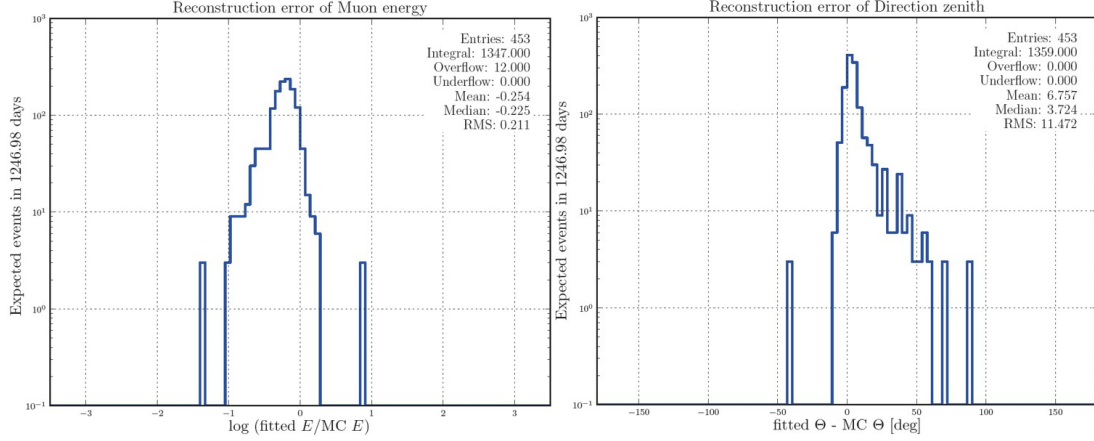 Reconstruction error of Muon energy
Entries: 453
Integral: 1347.000
Overflow: 12.000
Underflow: 0.000
Mean: -0.254
Median: -0.225
RMS: 0.211
Expected events in 1246.98 days
10³
10²
10¹
10⁰
10⁻¹
−3 −2 −1 0 1 2 3
log (fitted E/MC E)
Reconstruction error of Direction zenith
Entries: 453
Integral: 1359.000
Overflow: 0.000
Underflow: 0.000
Mean: 6.757
Median: 3.724
RMS: 11.472
Expected events in 1246.98 days
10³
10²
10¹
10⁰
10⁻¹
−150 −100 −50 0 50 100 150
fitted Θ - MC Θ [deg]